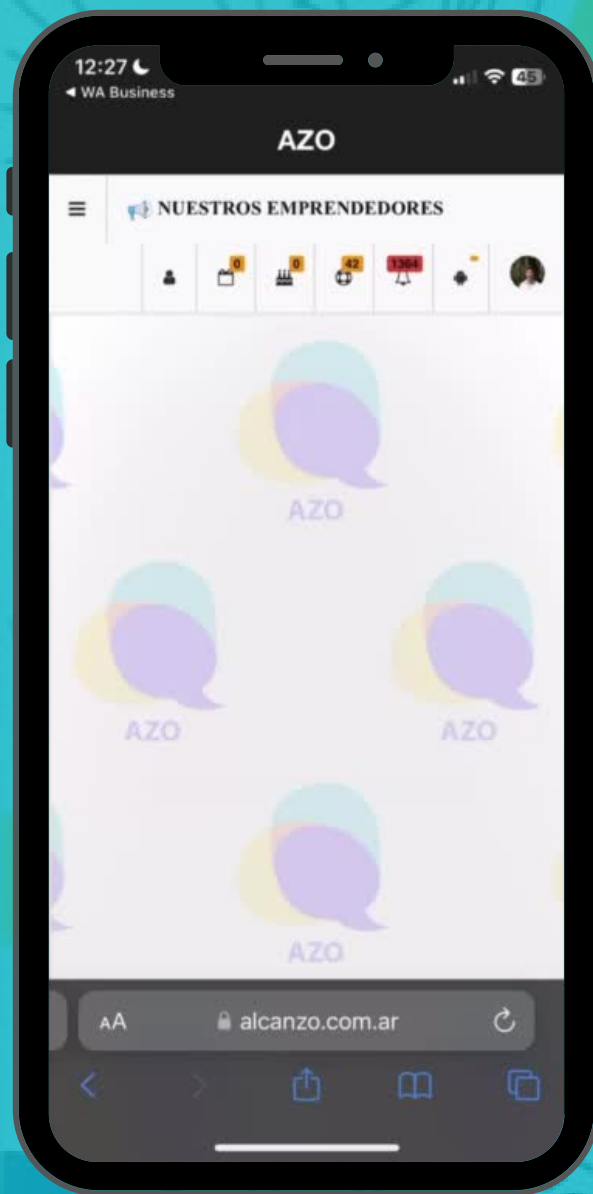 12:27
45
◀ WA Business
AZO
NUESTROS EMPRENDEDORES
0
0
42
1364
AZO
AZO
AZO
AZO
AA
alcanzo.com.ar